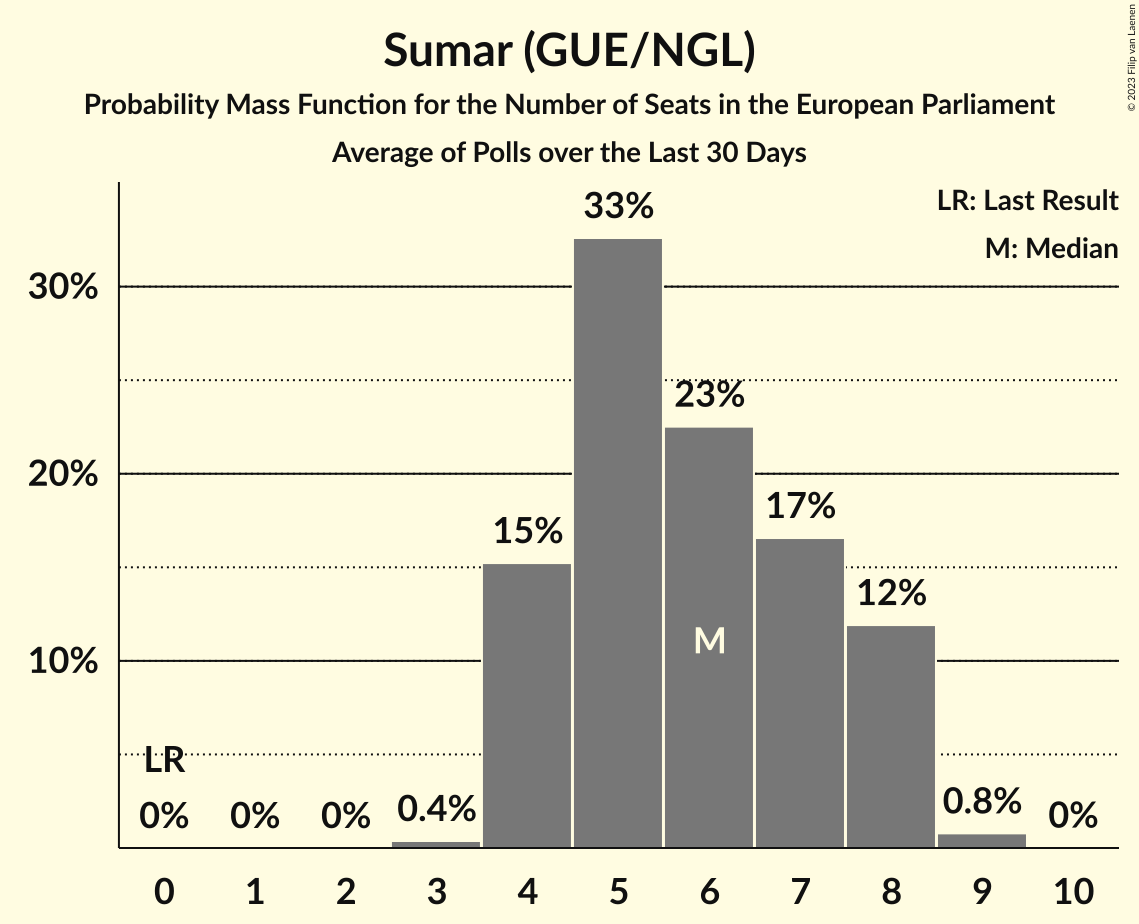 Sumar (GUE/NGL)
Probability Mass Function for the Number of Seats in the European Parliament
Average of Polls over the Last 30 Days
© 2023 Filip van Laenen
LR: Last Result
M: Median
33%
30%
23%
20%
17%
15%
12%
M
10%
LR
0%
0%
0%
0.4%
0.8%
0%
0 1 2 3 4 5 6 7 8 9 10